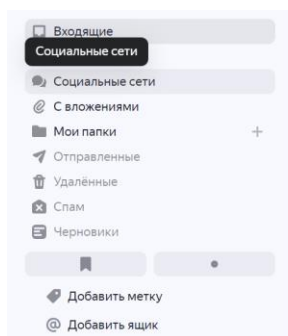 Входящие
Социальные сети
Социальные сети
С вложениями
Мои папки
Отправленные
Удалённые
Спам
Черновики
Добавить метку
Добавить ящик